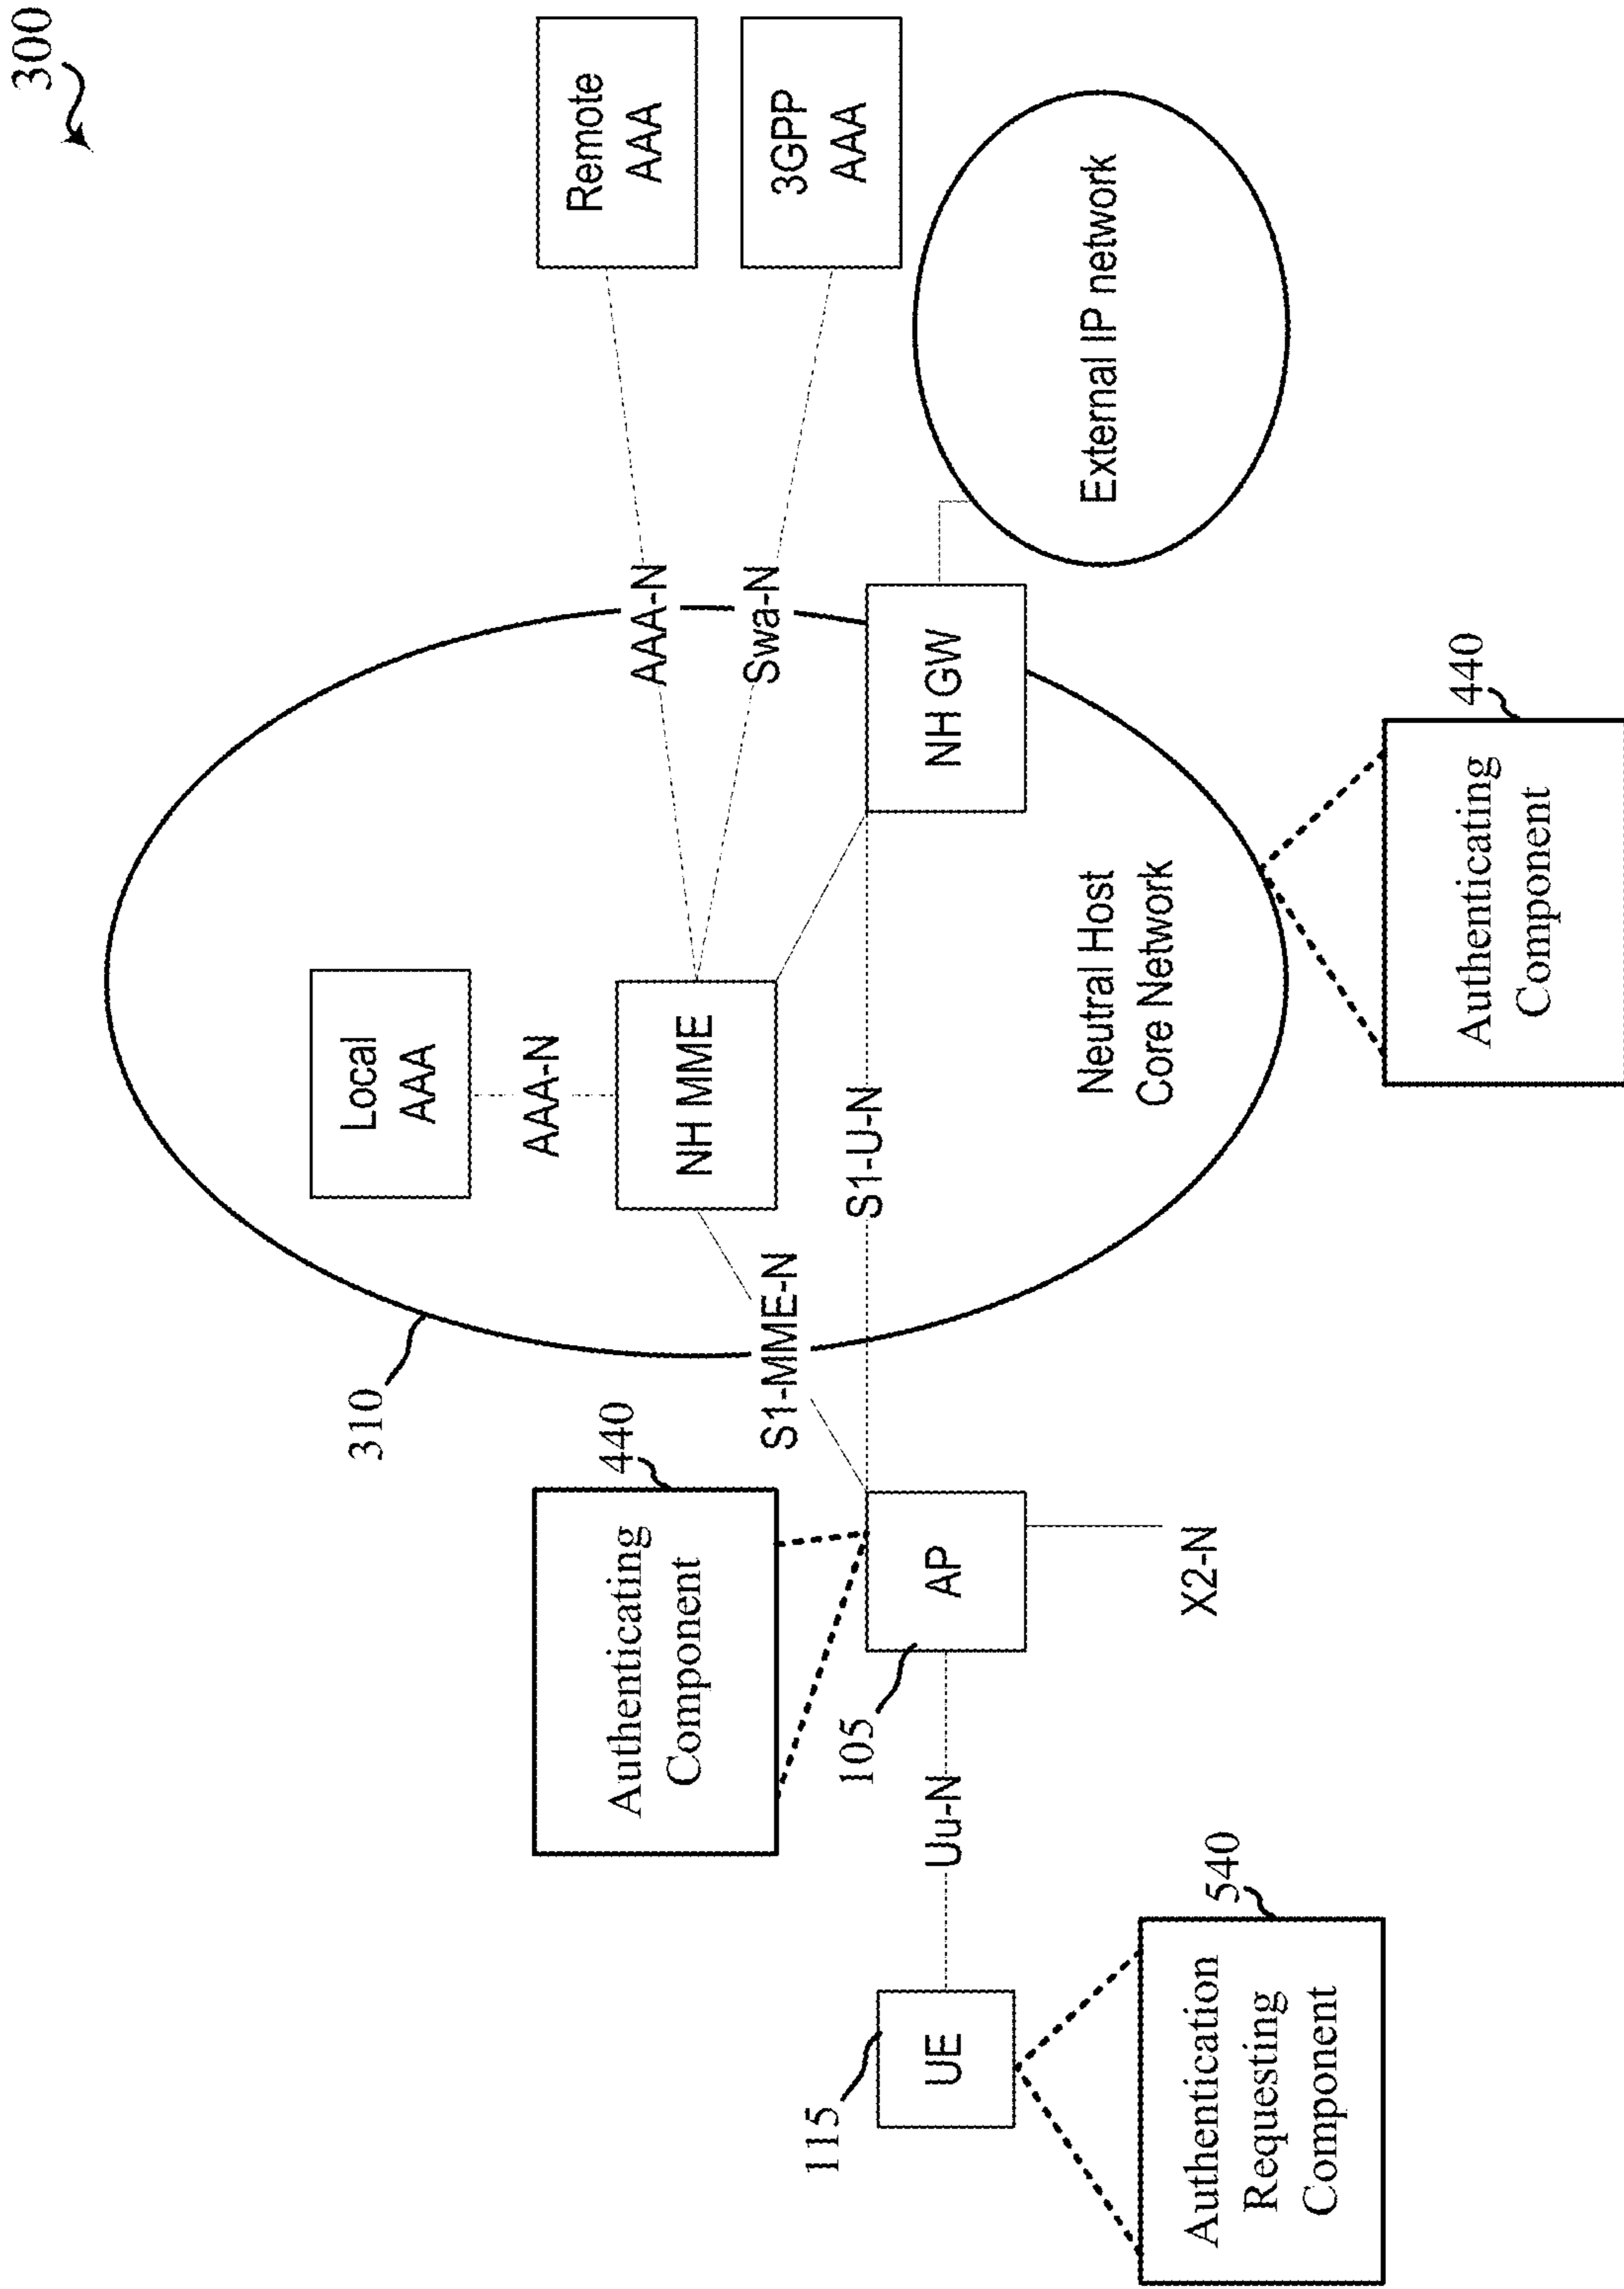 300
Remote
AAA
3GPP
AAA
External IP network
AAA-N
Swa-N
NH GW
Local
AAA
AAA-N
NH MME
S1-U-N
Neutral Host
Core Network
440
Authenticating
Component
310
S1-MME-N
440
Authenticating
Component
AP
105
X2-N
Uu-N
UE
115
540
Authentication
Requesting
Component